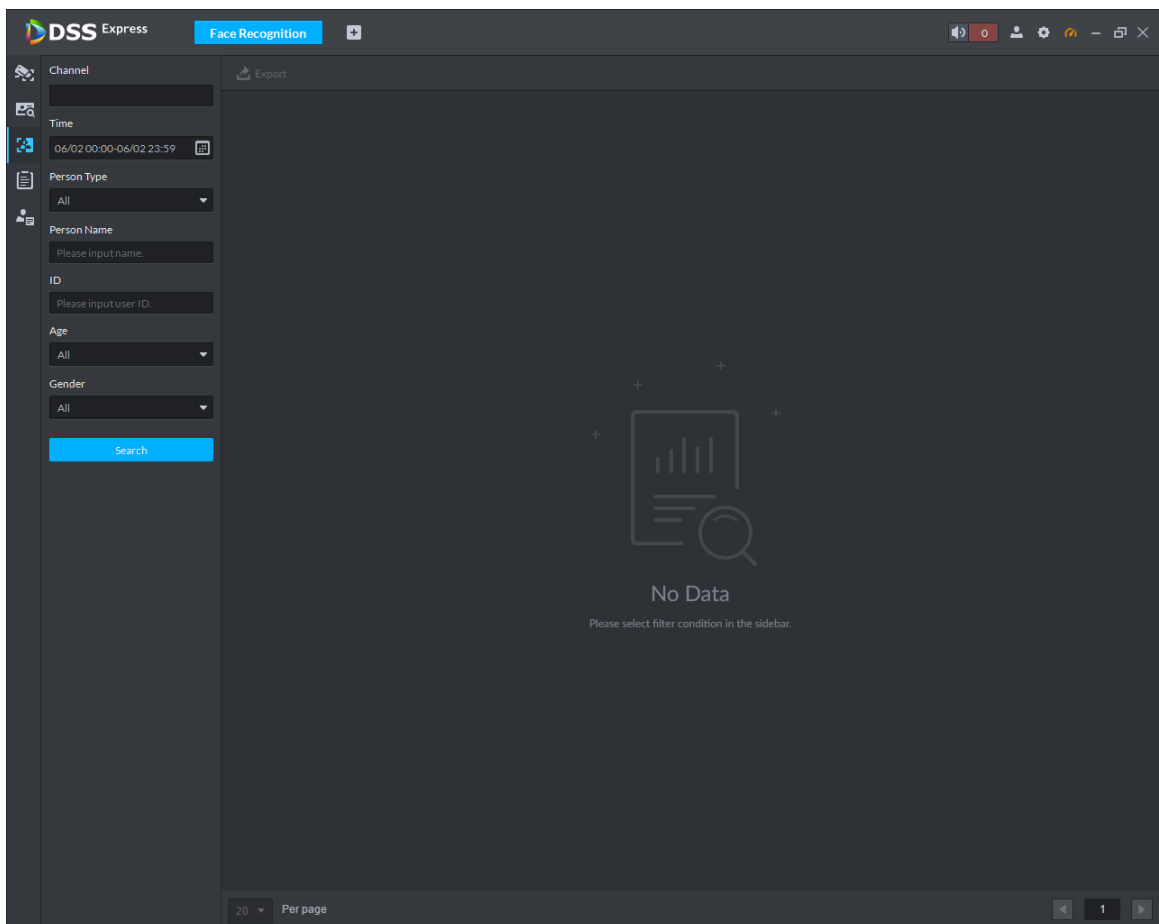 DSS Express
Face Recognition
0
Channel
Export
Time
06/02 00:00-06/02 23:59
Person Type
All
Person Name
Please input name.
ID
Please input user ID.
Age
All
Gender
All
Search
No Data
Please select filter condition in the sidebar.
20
Per page
1